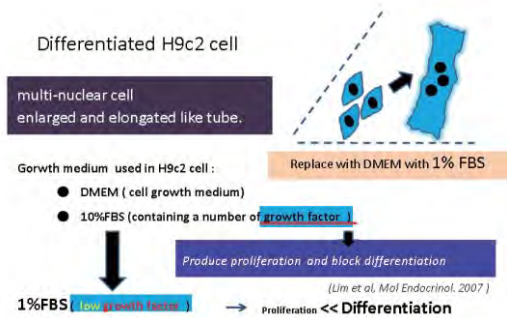 Differentiated H9c2 cell
multi-nuclear cell
enlarged and elongated like tube.
Replace with DMEM with 1% FBS
Gorwth medium used in H9c2 cell :
● DMEM ( cell growth medium)
● 10%FBS (containing a number of growth factor )
Produce proliferation and block differentiation
(Lim et al, Mol Endocrinol. 2007 )
1%FBS ( low growth factor ) → Proliferation << Differentiation